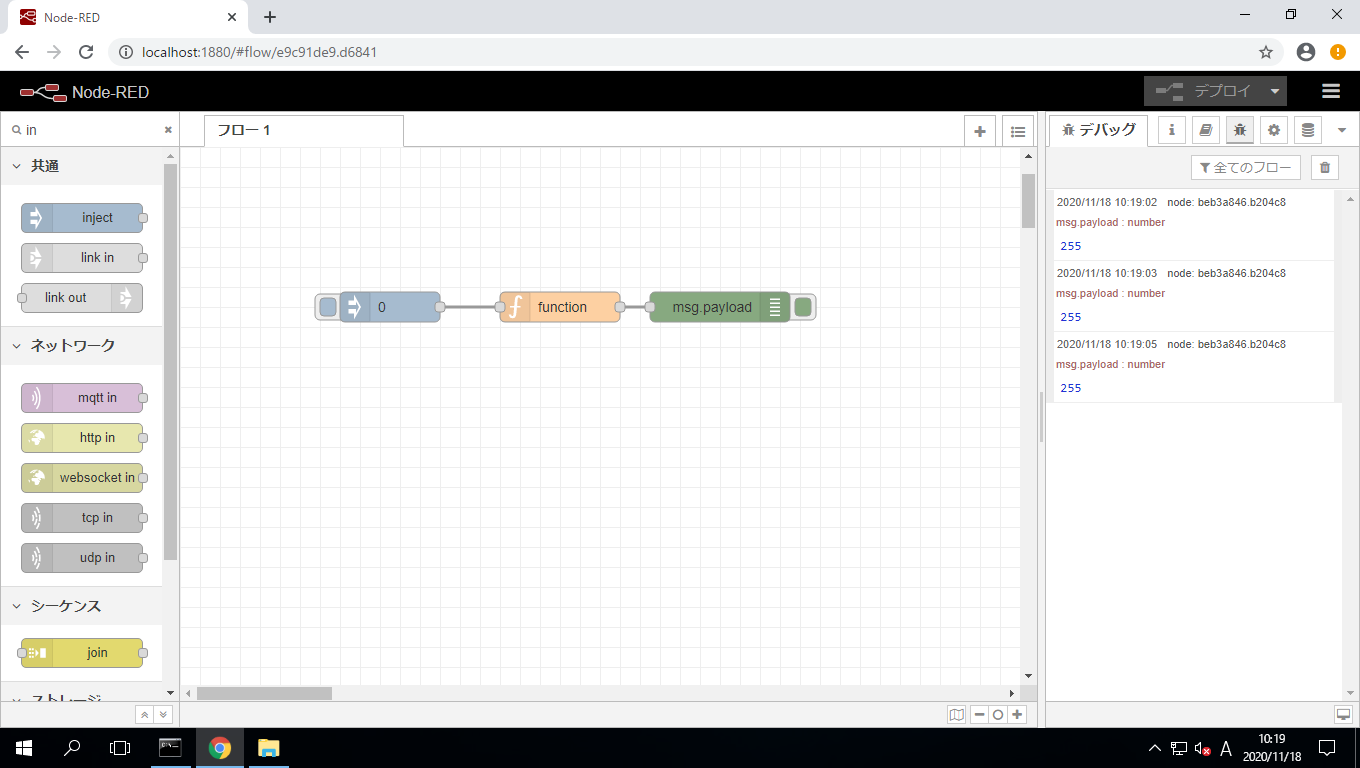 Node-RED
localhost:1880/#flow/e9c91de9.d6841
Node-RED
デプロイ
in
フロー 1
デバッグ
共通
inject
link in
link out
ネットワーク
mqtt in
http in
websocket in
tcp in
udp in
シーケンス
join
ストレージ
0
function
msg.payload
全てのフロー
2020/11/18 10:19:02 node: beb3a846.b204c8
msg.payload : number
255
2020/11/18 10:19:03 node: beb3a846.b204c8
msg.payload : number
255
2020/11/18 10:19:05 node: beb3a846.b204c8
msg.payload : number
255
A
10:19
2020/11/18